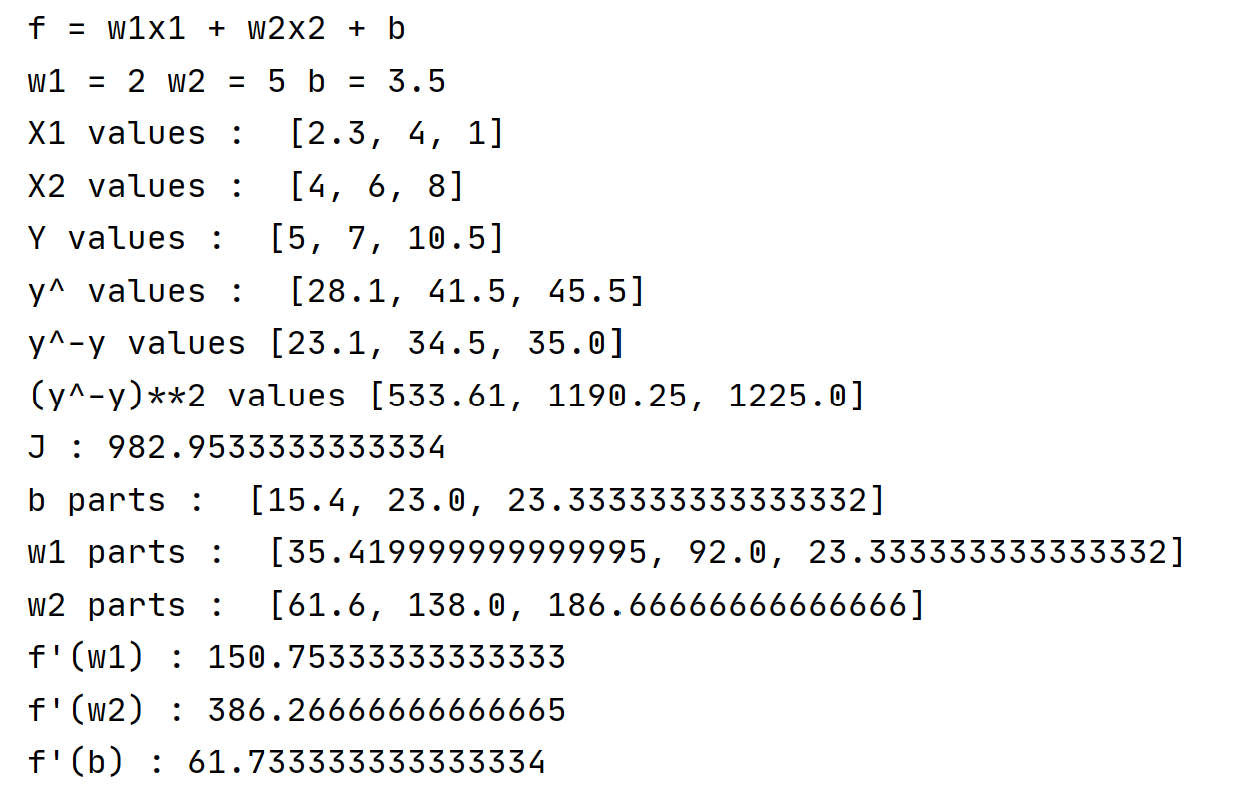 f = w1x1 + w2x2 + b
w1 = 2 w2 = 5 b = 3.5
X1 values :  [2.3, 4, 1]
X2 values :  [4, 6, 8]
Y values :  [5, 7, 10.5]
y^ values :  [28.1, 41.5, 45.5]
y^-y values [23.1, 34.5, 35.0]
(y^-y)**2 values [533.61, 1190.25, 1225.0]
J : 982.9533333333334
b parts :  [15.4, 23.0, 23.333333333333332]
w1 parts :  [35.419999999999995, 92.0, 23.333333333333332]
w2 parts :  [61.6, 138.0, 186.66666666666666]
f'(w1) : 150.75333333333333
f'(w2) : 386.26666666666665
f'(b) : 61.733333333333334